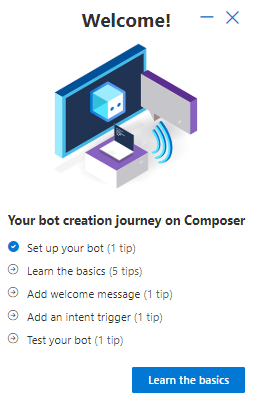 Welcome!
Your bot creation journey on Composer
Set up your bot (1 tip)
Learn the basics (5 tips)
Add welcome message (1 tip)
Add an intent trigger (1 tip)
Test your bot (1 tip)
Learn the basics